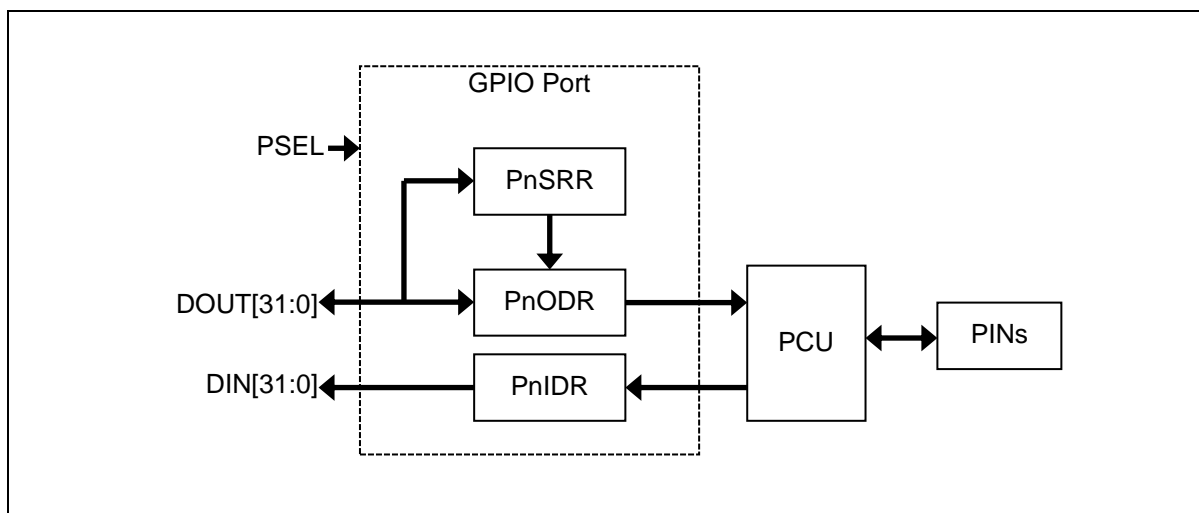 GPIO Port
PSEL
PnSRR
DOUT[31:0]
PnODR
PCU
PINs
DIN[31:0]
PnIDR